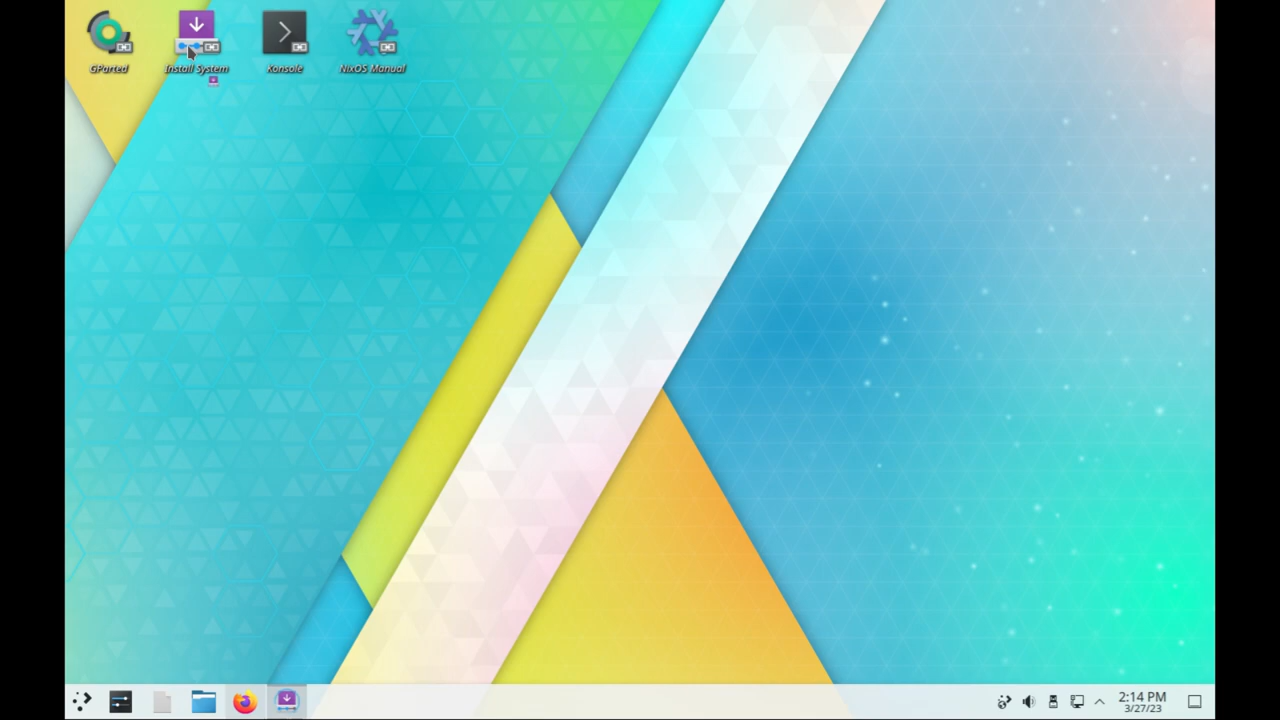 GParted
Install System
Konsole
NixOS Manual
2:14 PM
3/27/23